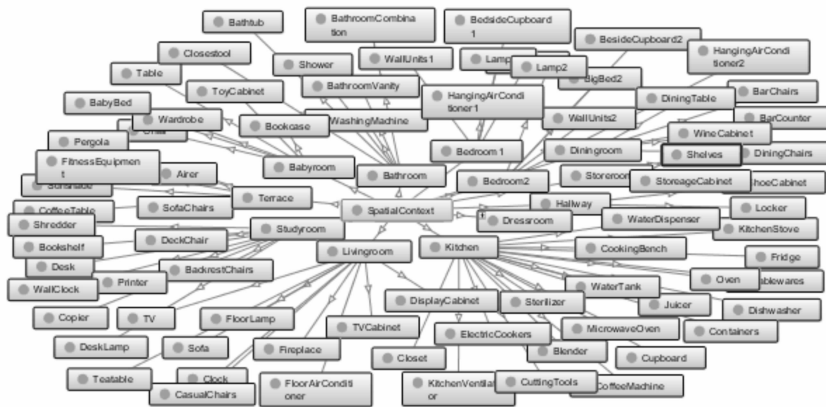 Bathtub
BathroomCombina
tion
BedsideCupboard
1
BesideCupboard2
HangingAirCondi
tioner2
Closestool
Shower
WallUnits1
Lamp
Lamp2
BigBed2
Table
ToyCabinet
BathroomVanity
HangingAirCondi
tioner1
DiningTable
BarChairs
BabyBed
Wardrobe
Bookcase
WashingMachine
WallUnits2
WineCabinet
BarCounter
Pergola
Bedroom1
Diningroom
Shelves
DiningChairs
FitnessEquipmen
t
Airer
Babyroom
Bathroom
Bedroom2
Storeroom
StoreageCabinet
ShoeCabinet
Sunshade
Terrace
CoffeeTable
SofaChairs
SpatialContext
Hallway
Locker
Shredder
Studyroom
Dressroom
WaterDispenser
KitchenStove
Bookshelf
DeckChair
Livingroom
Kitchen
CookingBench
Fridge
Desk
BackrestChairs
WallClock
Printer
WaterTank
Oven
ablewares
Copier
TV
FloorLamp
TVCabinet
DisplayCabinet
Sterilizer
Juicer
Dishwasher
ElectricCookers
MicrowaveOven
Containers
DeskLamp
Sofa
Fireplace
Closet
Blender
Cupboard
Teatable
Clock
CasualChairs
FloorAirConditi
oner
KitchenVentilat
or
CuttingTools
CoffeeMachine